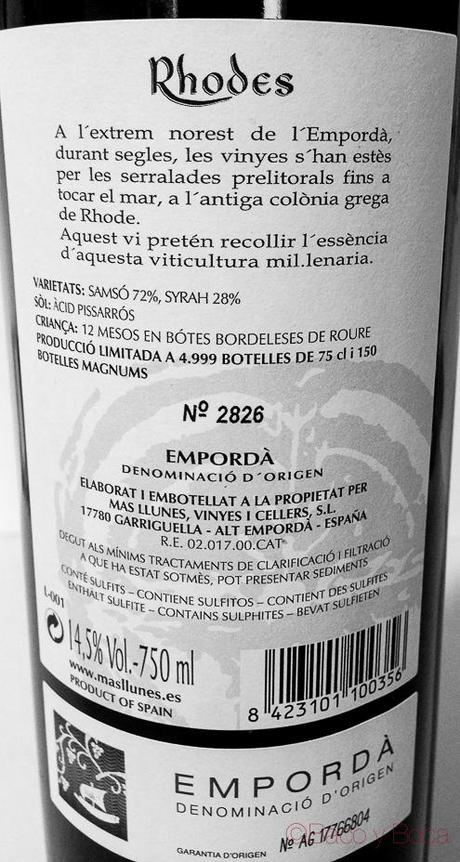 Rhodes
A l´extrem norest de l´Empordà,
durant segles, les vinyes s´han estès
per les serralades prelitorals fins a
tocar el mar, a l´antiga colònia grega
de Rhode.
Aquest vi pretén recollir l´essència
d´aquesta viticultura mil.lenaria.
VARIETATS: SAMSÓ 72%, SYRAH 28%
SÒL: ÀCID PISSARRÓS
CRIANÇA: 12 MESOS EN BÓTES BORDELESES DE ROURE
PRODUCCIÓ LIMITADA A 4.999 BOTELLES DE 75 cl i 150
BOTELLES MAGNUMS
Nº 2826
EMPORDÀ
DENOMINACIÓ D´ORIGEN
ELABORAT I EMBOTELLAT A LA PROPIETAT PER
MAS LLUNES, VINYES I CELLERS, S.L.
17780 GARRIGUELLA - ALT EMPORDÀ - ESPAÑA
R.E. 02.017.00.CAT
DEGUT ALS MÍNIMS TRACTAMENTS DE CLARIFICACIÓ I FILTRACIÓ
A QUE HA ESTAT SOTMÈS, POT PRESENTAR SEDIMENTS
CONTÉ SULFITS – CONTIENE SULFITOS – CONTIENT DES SULFITES
ENTHÄLT SULFITE – CONTAINS SULPHITES – BEVAT SULFIETEN
L-001
14,5% Vol.-750 ml
www.masllunes.es
PRODUCT OF SPAIN
8 423101 100356
EMPORDÀ
DENOMINACIÓ D'ORIGEN
GARANTIA D'ORIGEN
Nº AG 17766804
©Baco y Boca